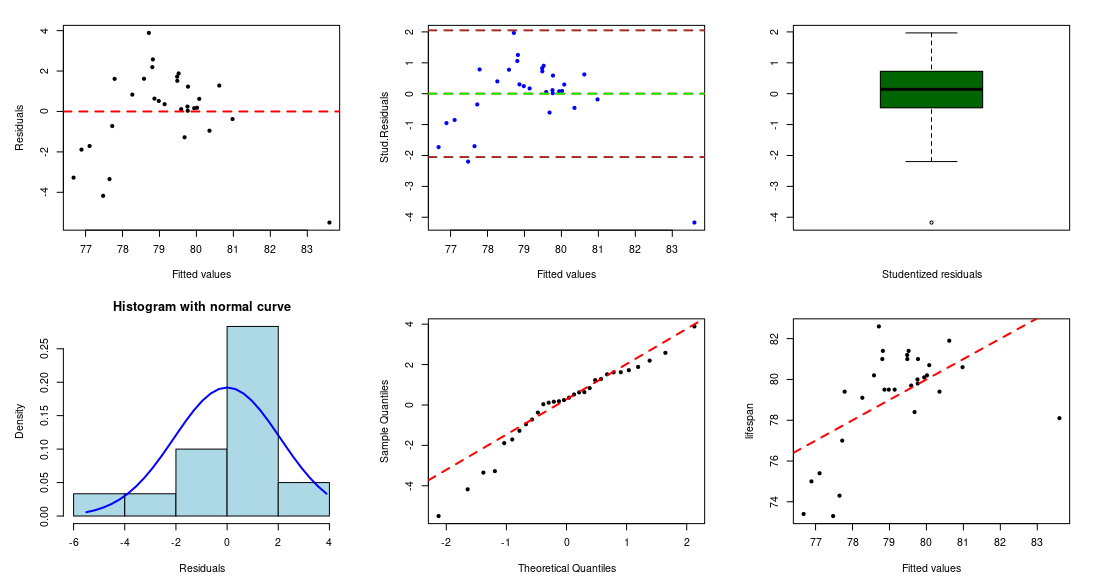 4
2
0
-2
-4
Residuals
77 78 79 80 81 82 83
Fitted values
2
1
0
-1
-2
-3
-4
Stud.Residuals
77 78 79 80 81 82 83
Fitted values
2
1
0
-1
-2
-3
-4
Studentized residuals
Histogram with normal curve
0.25
0.20
0.15
0.10
0.05
0.00
Density
-6 -4 -2 0 2 4
Residuals
4
2
0
-2
-4
Sample Quantiles
-2 -1 0 1 2
Theoretical Quantiles
82
80
78
76
74
lifespan
77 78 79 80 81 82 83
Fitted values